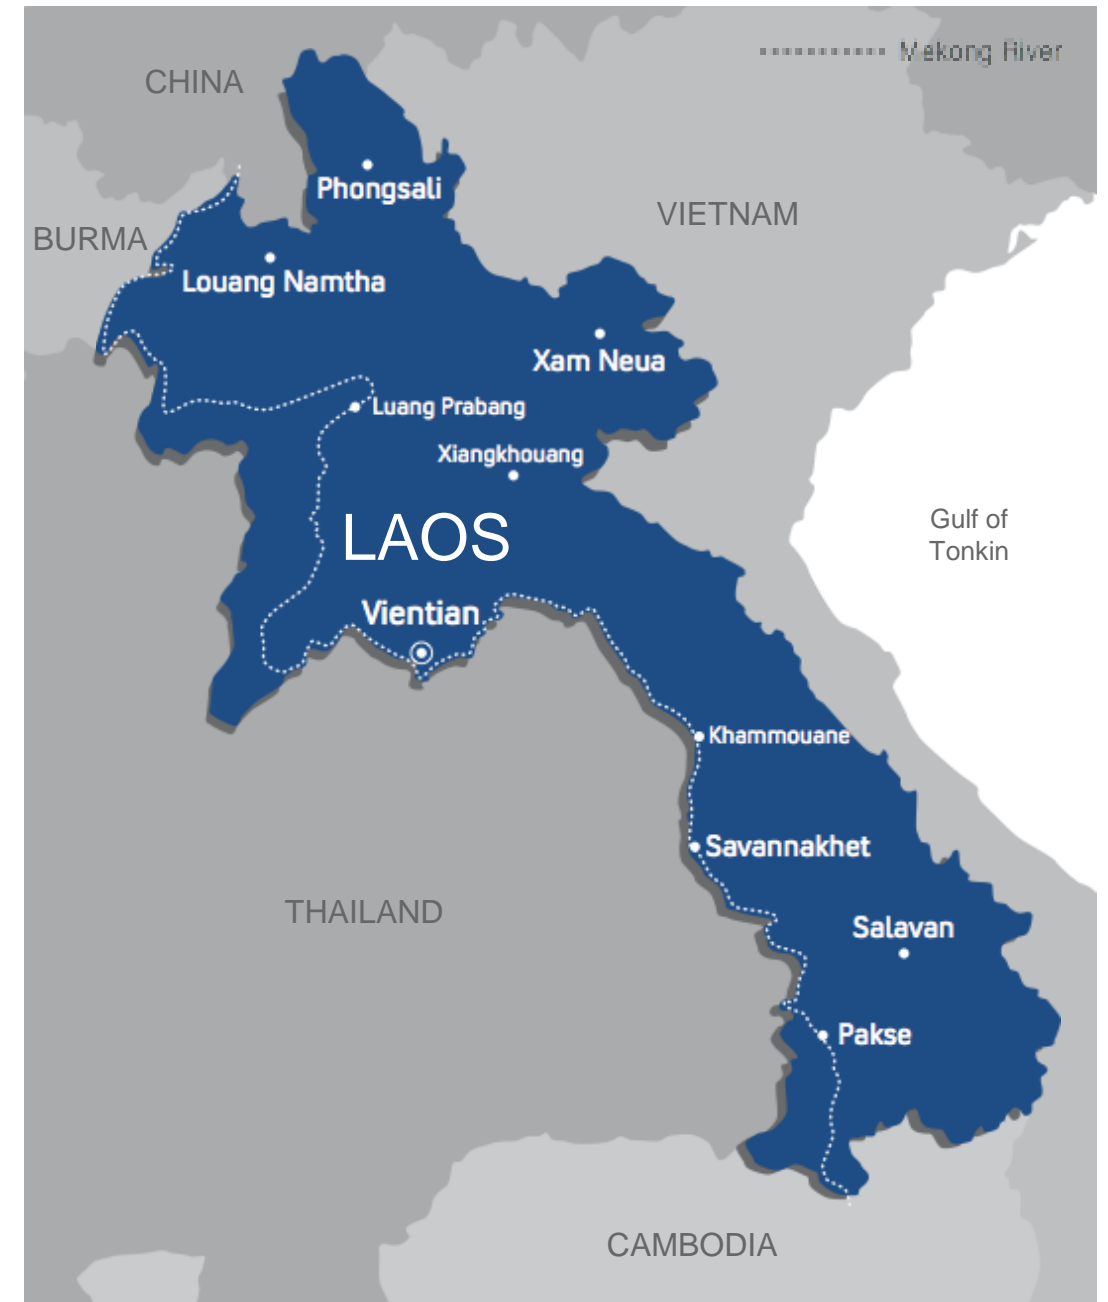 Mekong River
CHINA
Phongsali
VIETNAM
BURMA
Louang Namtha
Xam Neua
Luang Prabang
Xiangkhouang
Gulf of
Tonkin
LAOS
Vientian
Khammouane
Savannakhet
THAILAND
Salavan
Pakse
CAMBODIA